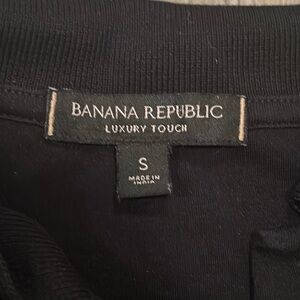 BANANA REPUBLIC
LUXURY TOUCH
S
MADE IN
INDIA